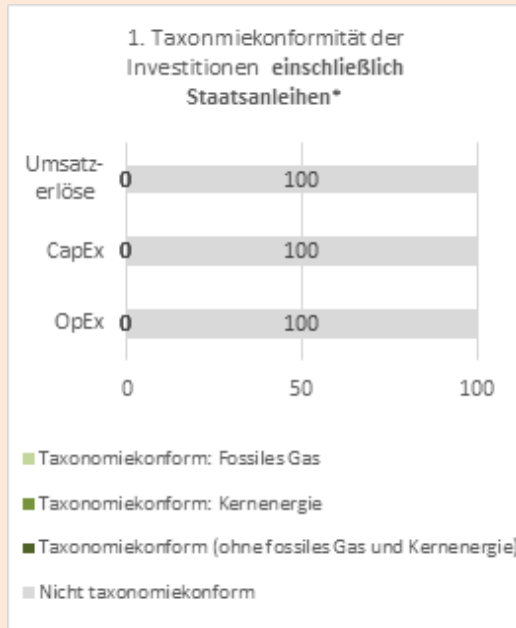 1. Taxonmiekonformität der
Investitionen einschließlich
Staatsanleihen*
Umsatz-
erlöse
0
100
CapEx
0
100
OpEx
0
100
0
50
100
Taxonomiekonform: Fossiles Gas
Taxonomiekonform: Kernenergie
Taxonomiekonform (ohne fossiles Gas und Kernenergie)
Nicht taxonomiekonform